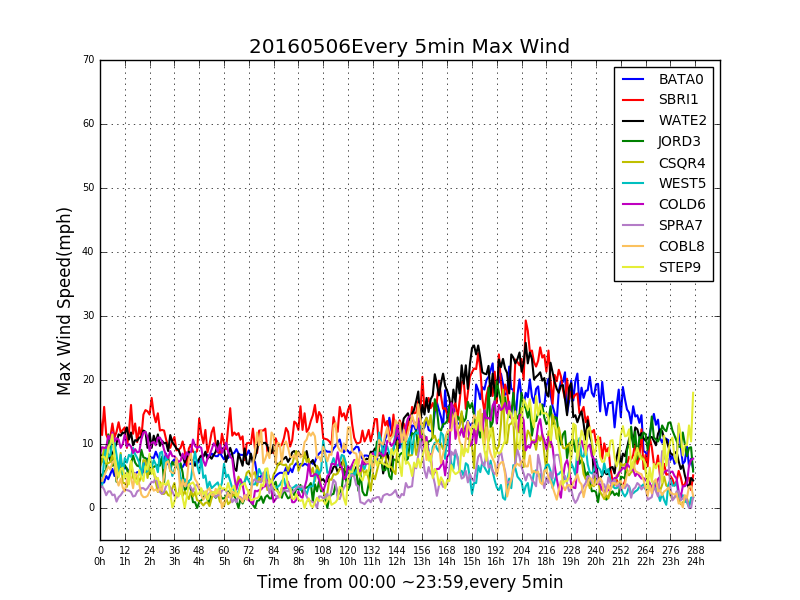 20160506Every 5min Max Wind
70
60
50
40
30
20
10
0
Max Wind Speed(mph)
BATA0
SBRI1
WATE2
JORD3
CSQR4
WEST5
COLD6
SPRA7
COBL8
STEP9
0 12 24 36 48 60 72 84 96 108 120 132 144 156 168 180 192 204 216 228 240 252 264 276 288
0h 1h 2h 3h 4h 5h 6h 7h 8h 9h 10h 11h 12h 13h 14h 15h 16h 17h 18h 19h 20h 21h 22h 23h 24h
Time from 00:00 ~23:59,every 5min